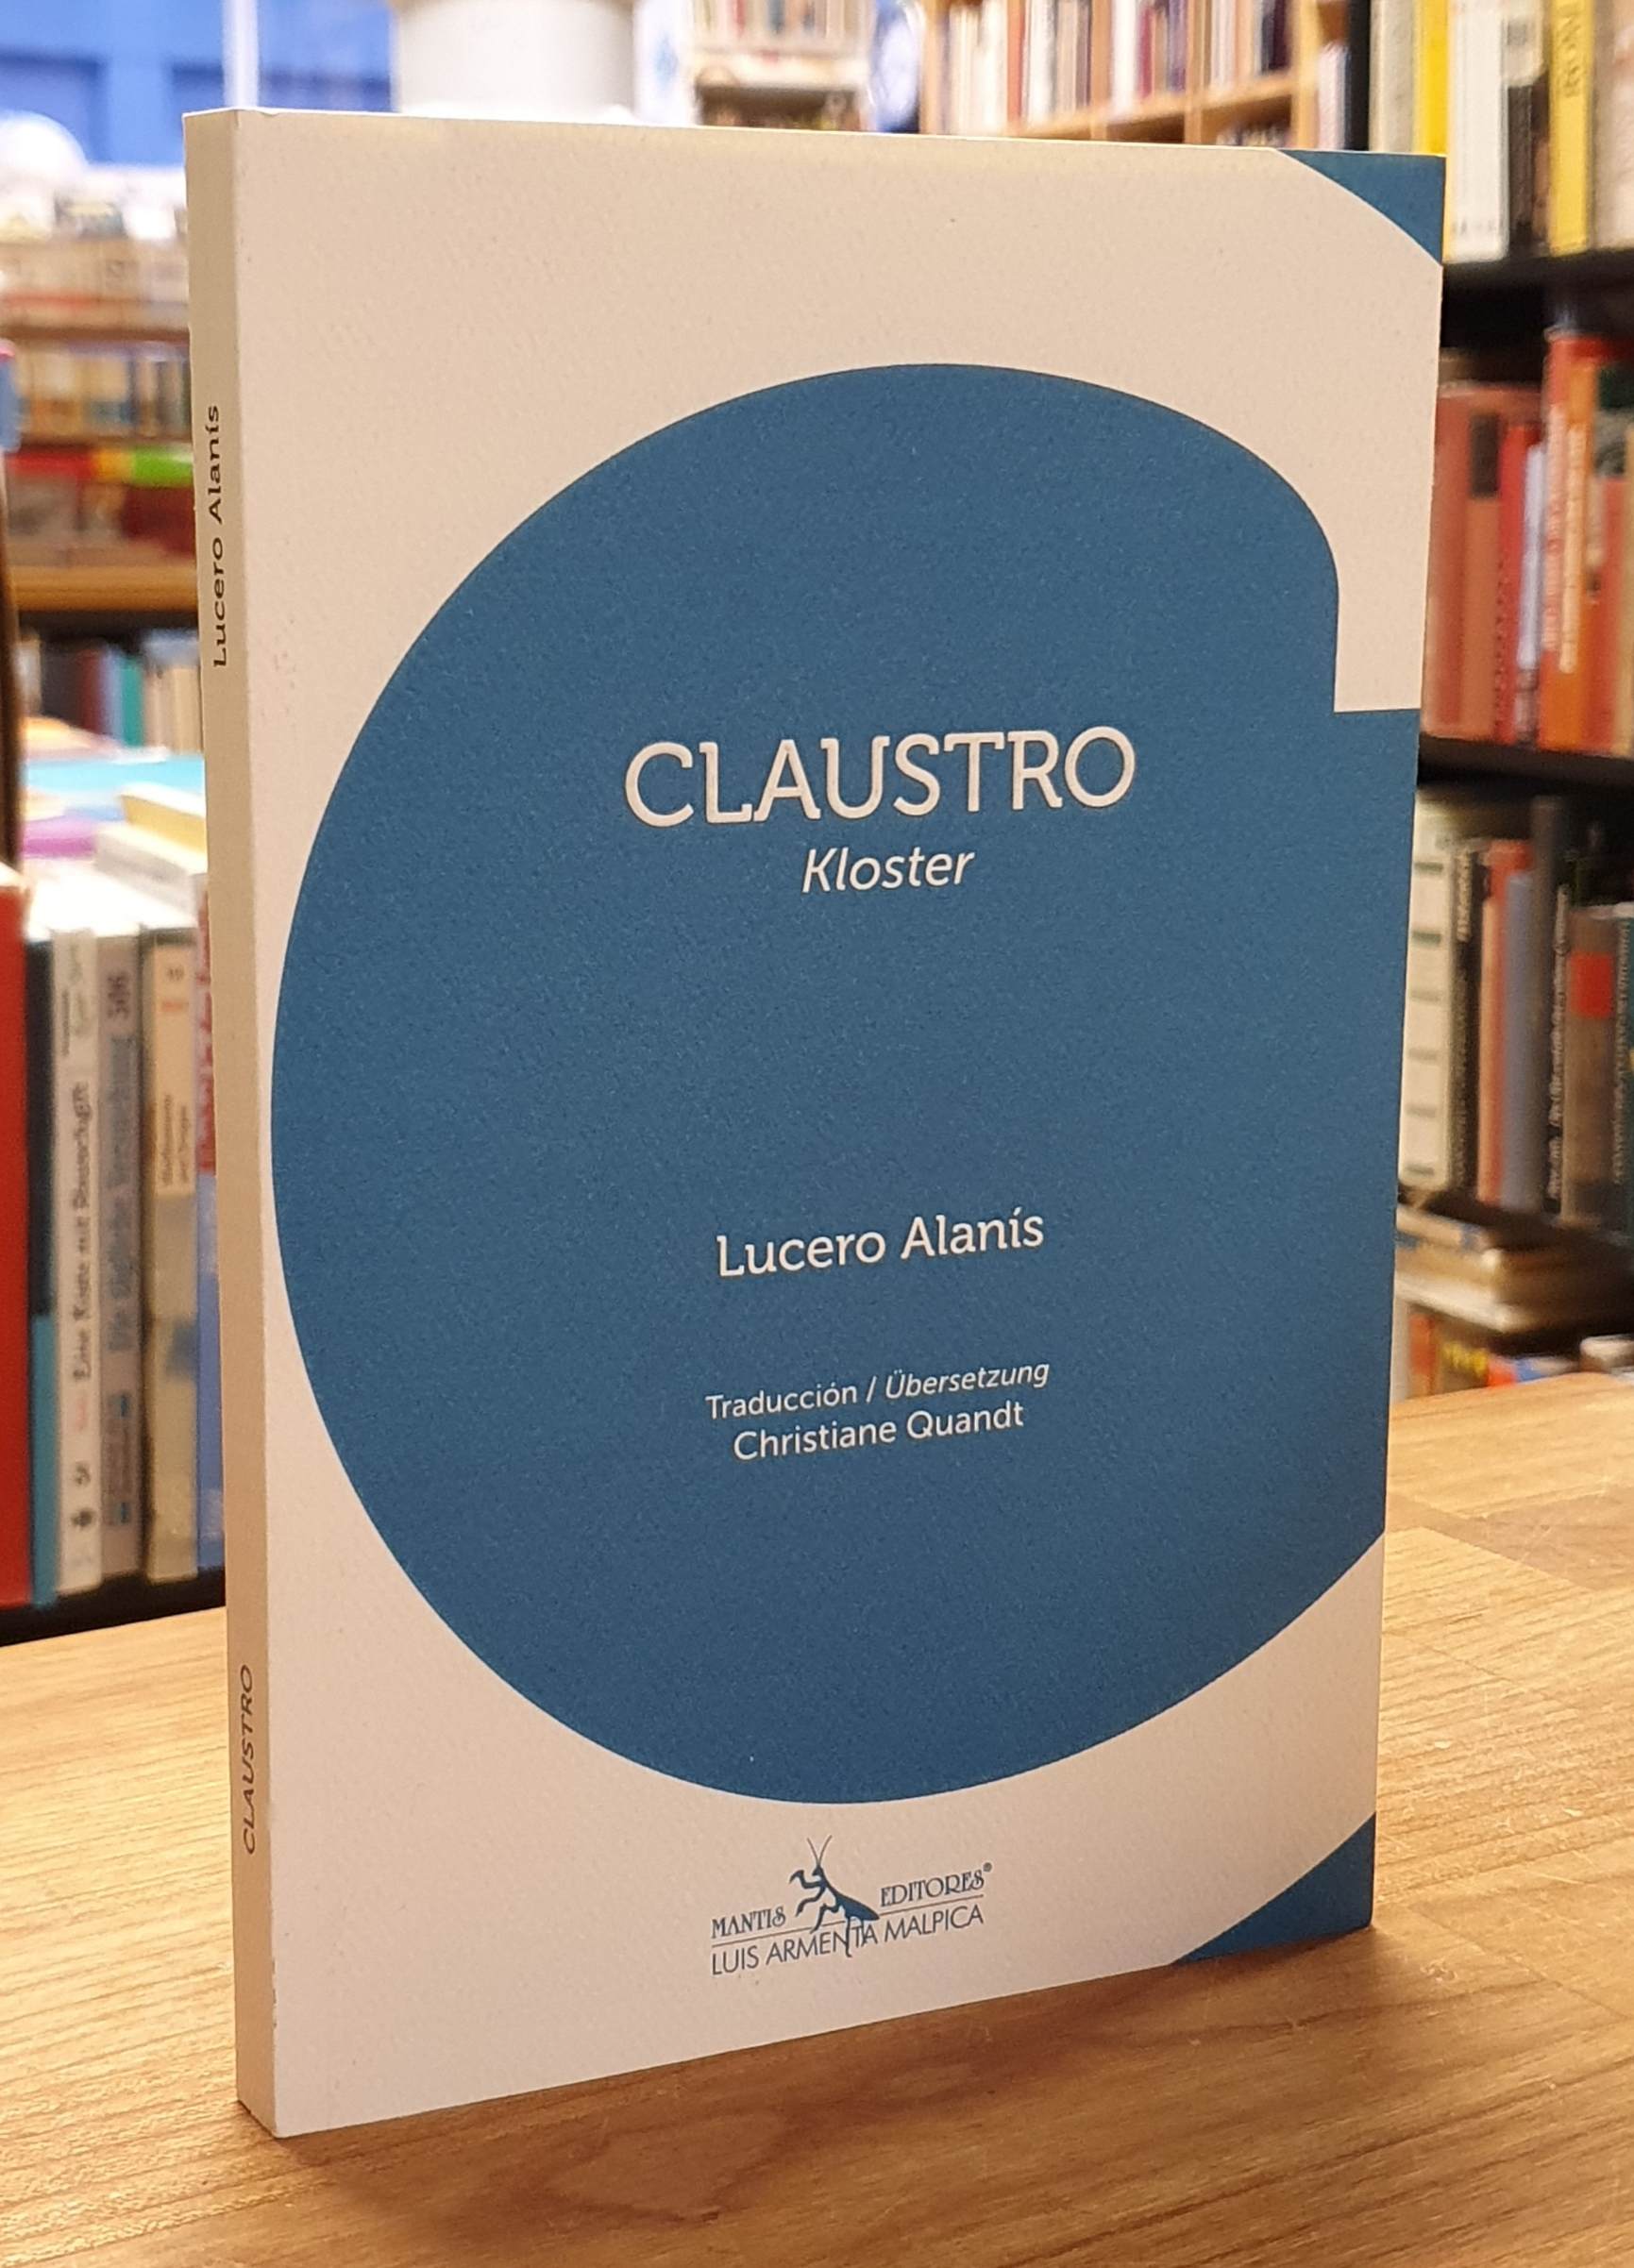 CLAUSTRO
Kloster
Lucero Alanís
Traducción / Übersetzung
Christiane Quandt
MANTIS EDITORES®
LUIS ARMENTA MALPICA
Lucero Alanís
CLAUSTRO